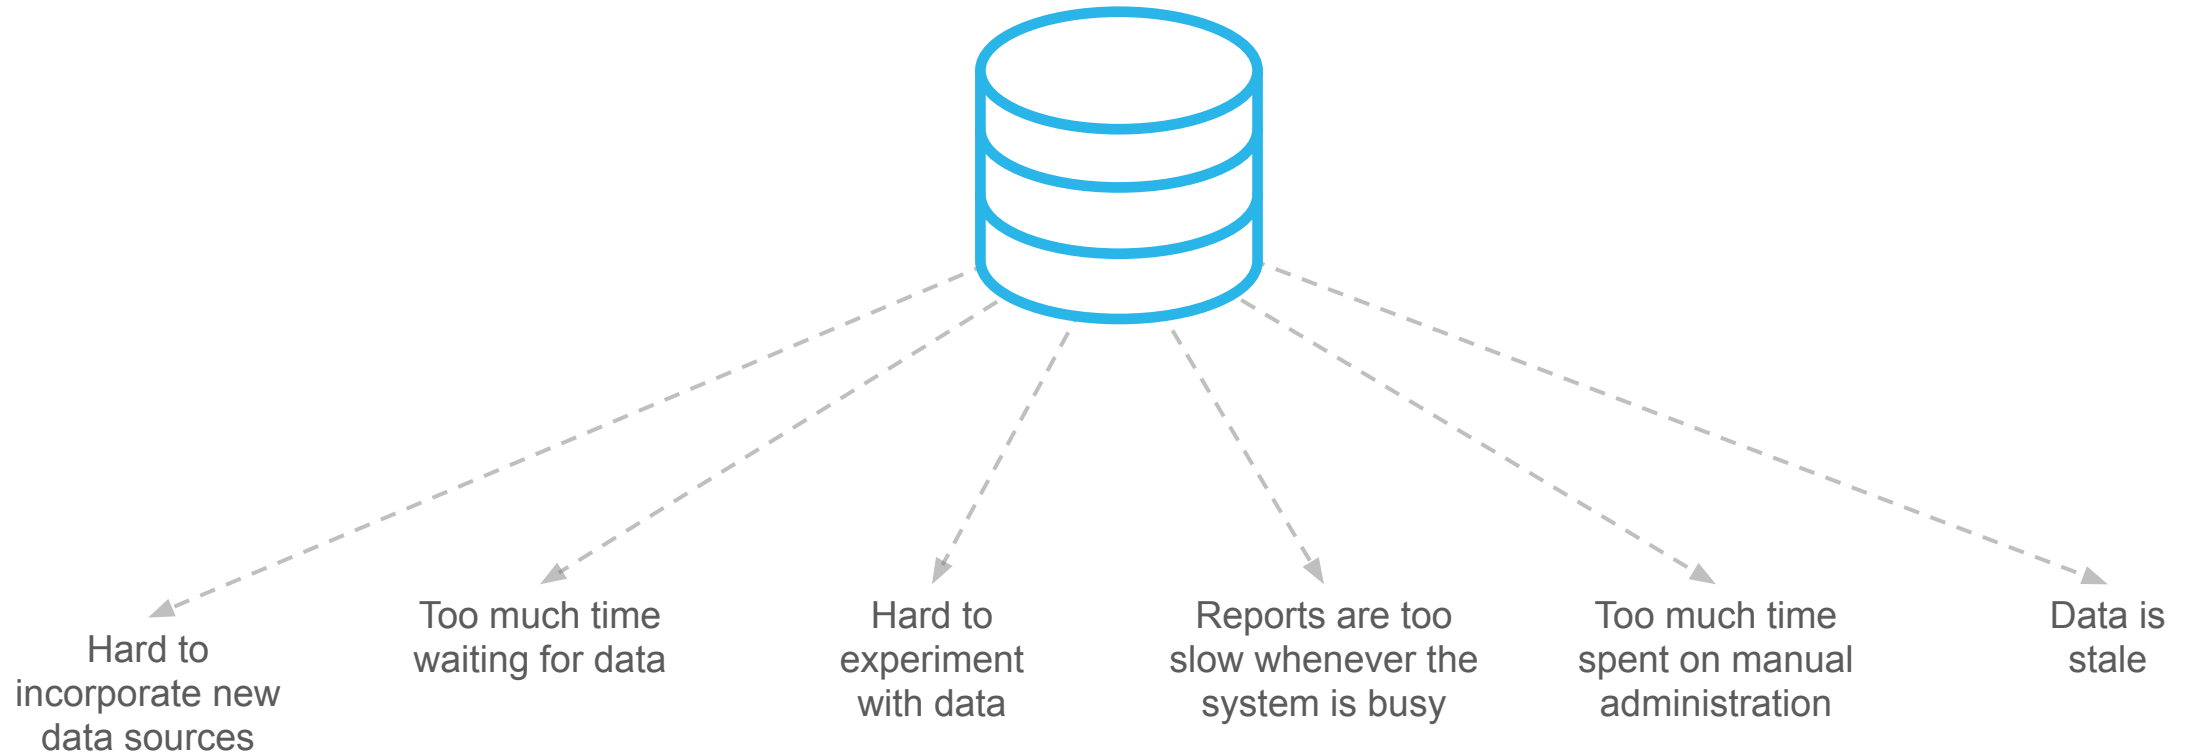 Hard to
incorporate new
data sources
Too much time
waiting for data
Hard to
experiment
with data
Reports are too
slow whenever the
system is busy
Too much time
spent on manual
administration
Data is
stale